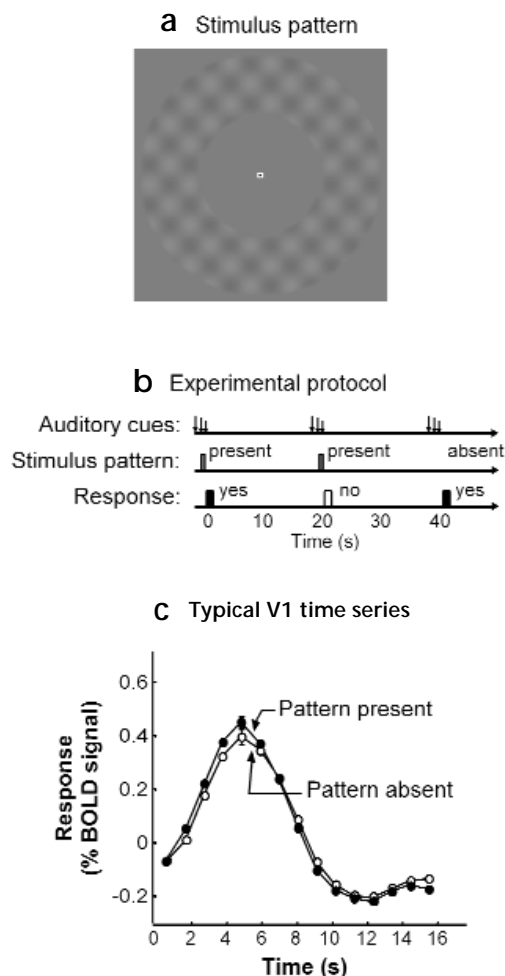 a Stimulus pattern
b Experimental protocol
Auditory cues:
Stimulus pattern: present present absent
Response: yes no yes
0 10 20 30 40
Time (s)
c Typical V1 time series
0.6
0.4
0.2
0
-0.2
Response
(% BOLD signal)
Pattern present
Pattern absent
0 2 4 6 8 10 12 14 16
Time (s)